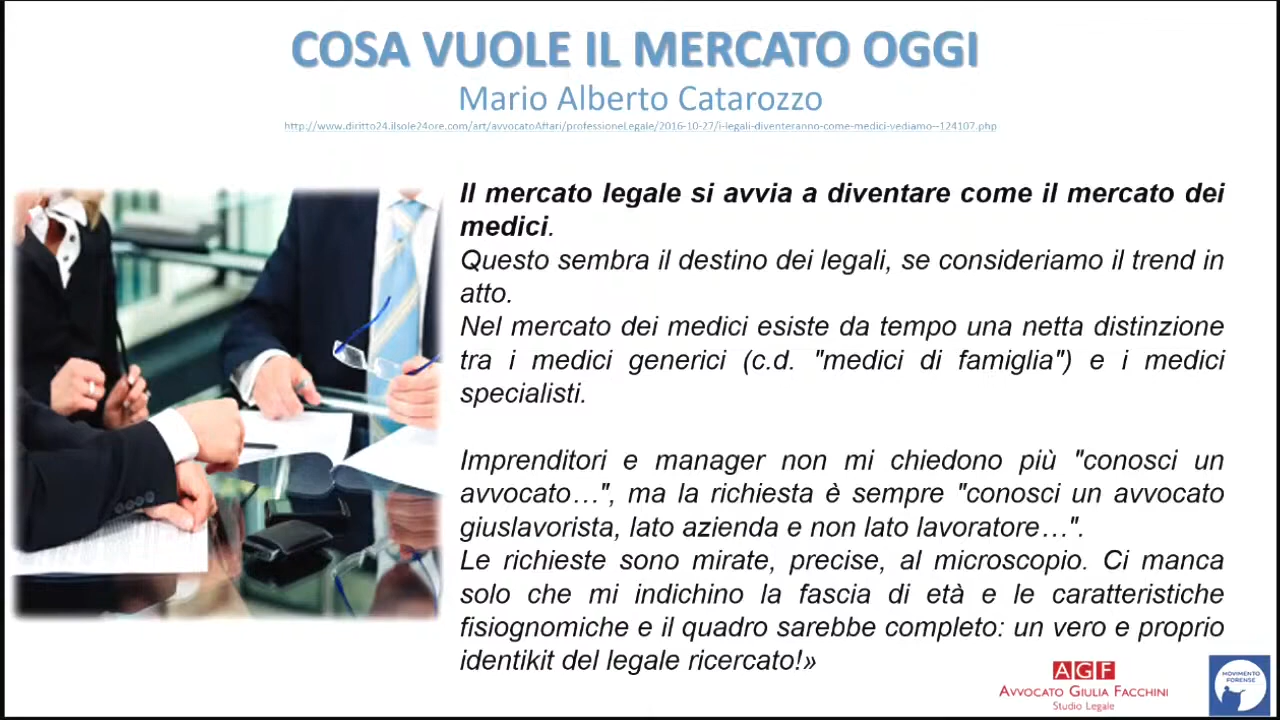 COSA VUOLE IL MERCATO OGGI
Mario Alberto Catarozzo
http://www.diritto24.ilsole24ore.com/art/avvocatoAffari/professioneLegale/2016-10-27/i-legali-diventeranno-come-medici-vediamo--124107.php
Il mercato legale si avvia a diventare come il mercato dei
medici.
Questo sembra il destino dei legali, se consideriamo il trend in
atto.
Nel mercato dei medici esiste da tempo una netta distinzione
tra i medici generici (c.d. "medici di famiglia") e i medici
specialisti.
Imprenditori e manager non mi chiedono più "conosci un
avvocato…", ma la richiesta è sempre "conosci un avvocato
giuslavorista, lato azienda e non lato lavoratore…".
Le richieste sono mirate, precise, al microscopio. Ci manca
solo che mi indichino la fascia di età e le caratteristiche
fisiognomiche e il quadro sarebbe completo: un vero e proprio
identikit del legale ricercato!»
AGF
AVVOCATO GIULIA FACCHINI
Studio Legale
MOVIMENTO
FORENSE